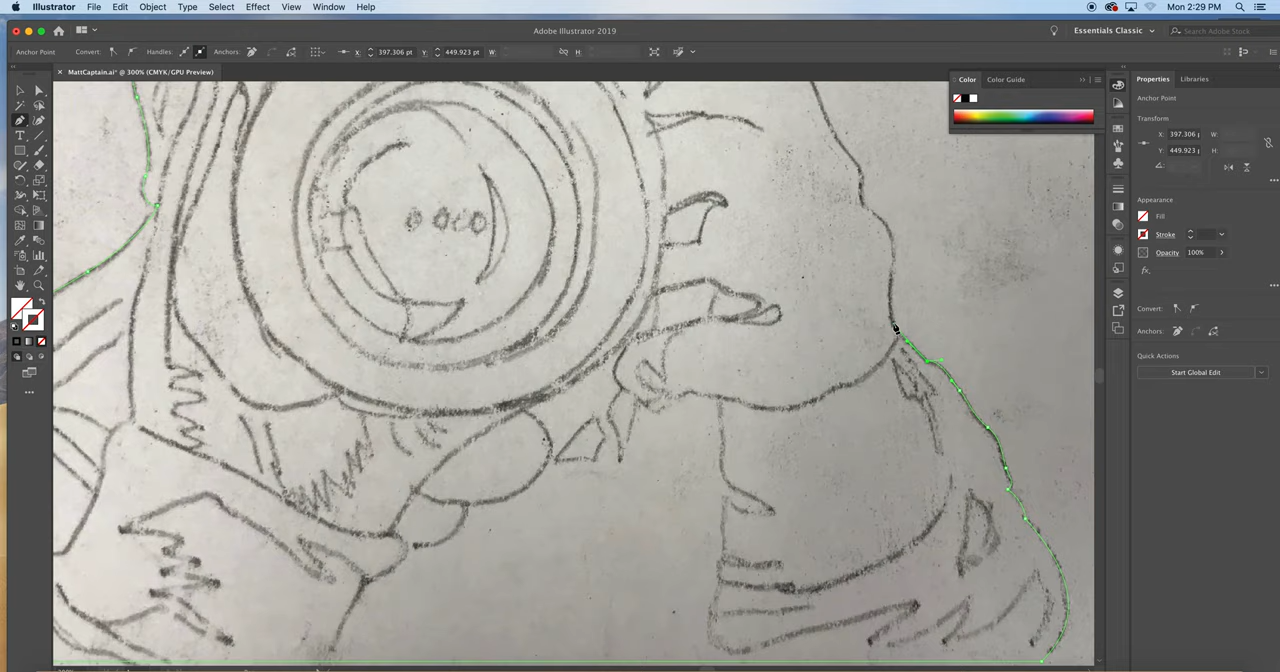 Illustrator File Edit Object Type Select Effect View Window Help Mon 2:29 PM
Adobe Illustrator 2019 Essentials Classic Search Adobe Stock
Anchor Point Convert: Handles: Anchors: X: 397.306 pt Y: 449.923 pt W: H:
× MattCaptain.ai* @ 300% (CMYK/GPU Preview)
Color Color Guide
Properties Libraries
Anchor Point
Transform
X: 397.306 p W:
Y: 449.923 p H:
Appearance
Fill
Stroke
Opacity 100%
fx.
Convert:
Anchors:
Quick Actions
Start Global Edit